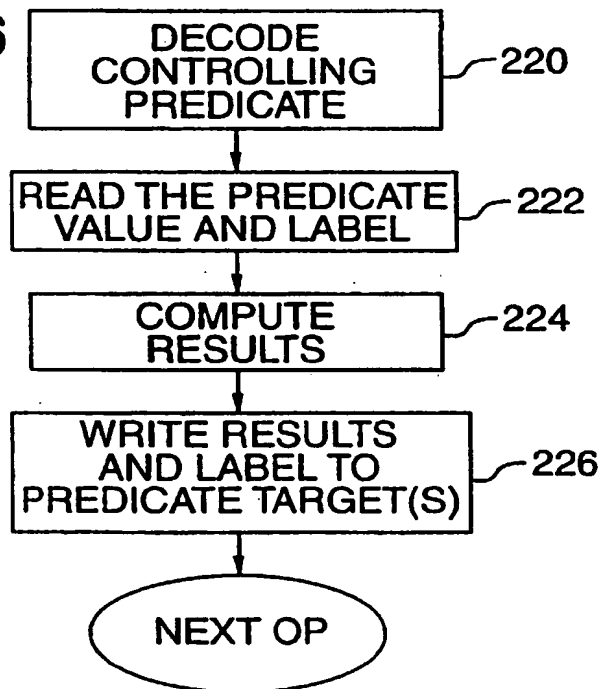 6
DECODE
CONTROLLING
PREDICATE
220
READ THE PREDICATE
VALUE AND LABEL
222
COMPUTE
RESULTS
224
WRITE RESULTS
AND LABEL TO
PREDICATE TARGET(S)
226
NEXT OP